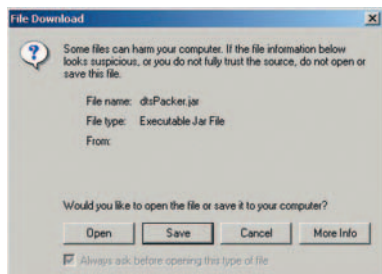 File Download
Some files can harm your computer. If the file information below
looks suspicious, or you do not fully trust the source, do not open or
save this file.
File name: dtsPacker.jar
File type: Executable Jar File
From:
Would you like to open the file or save it to your computer?
Open Save Cancel More Info
Always ask before opening this type of file